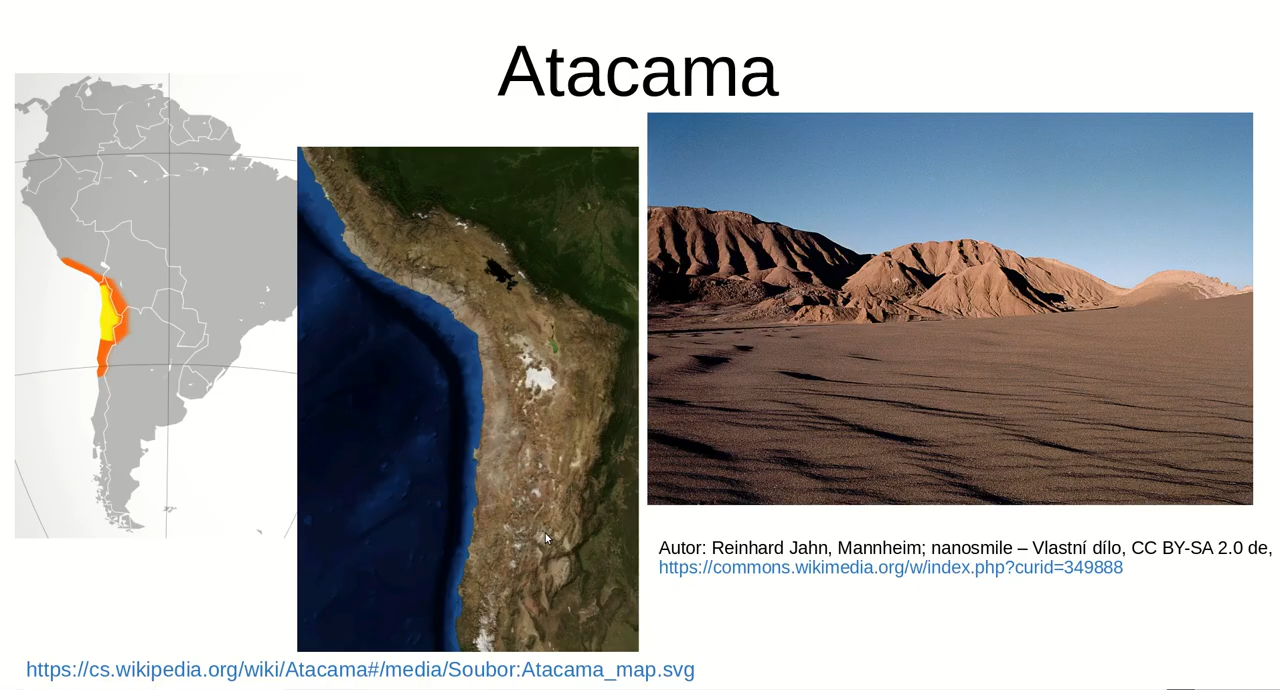 Atacama
Autor: Reinhard Jahn, Mannheim; nanosmile – Vlastní dílo, CC BY-SA 2.0 de,
https://commons.wikimedia.org/w/index.php?curid=349888
https://cs.wikipedia.org/wiki/Atacama#/media/Soubor:Atacama_map.svg